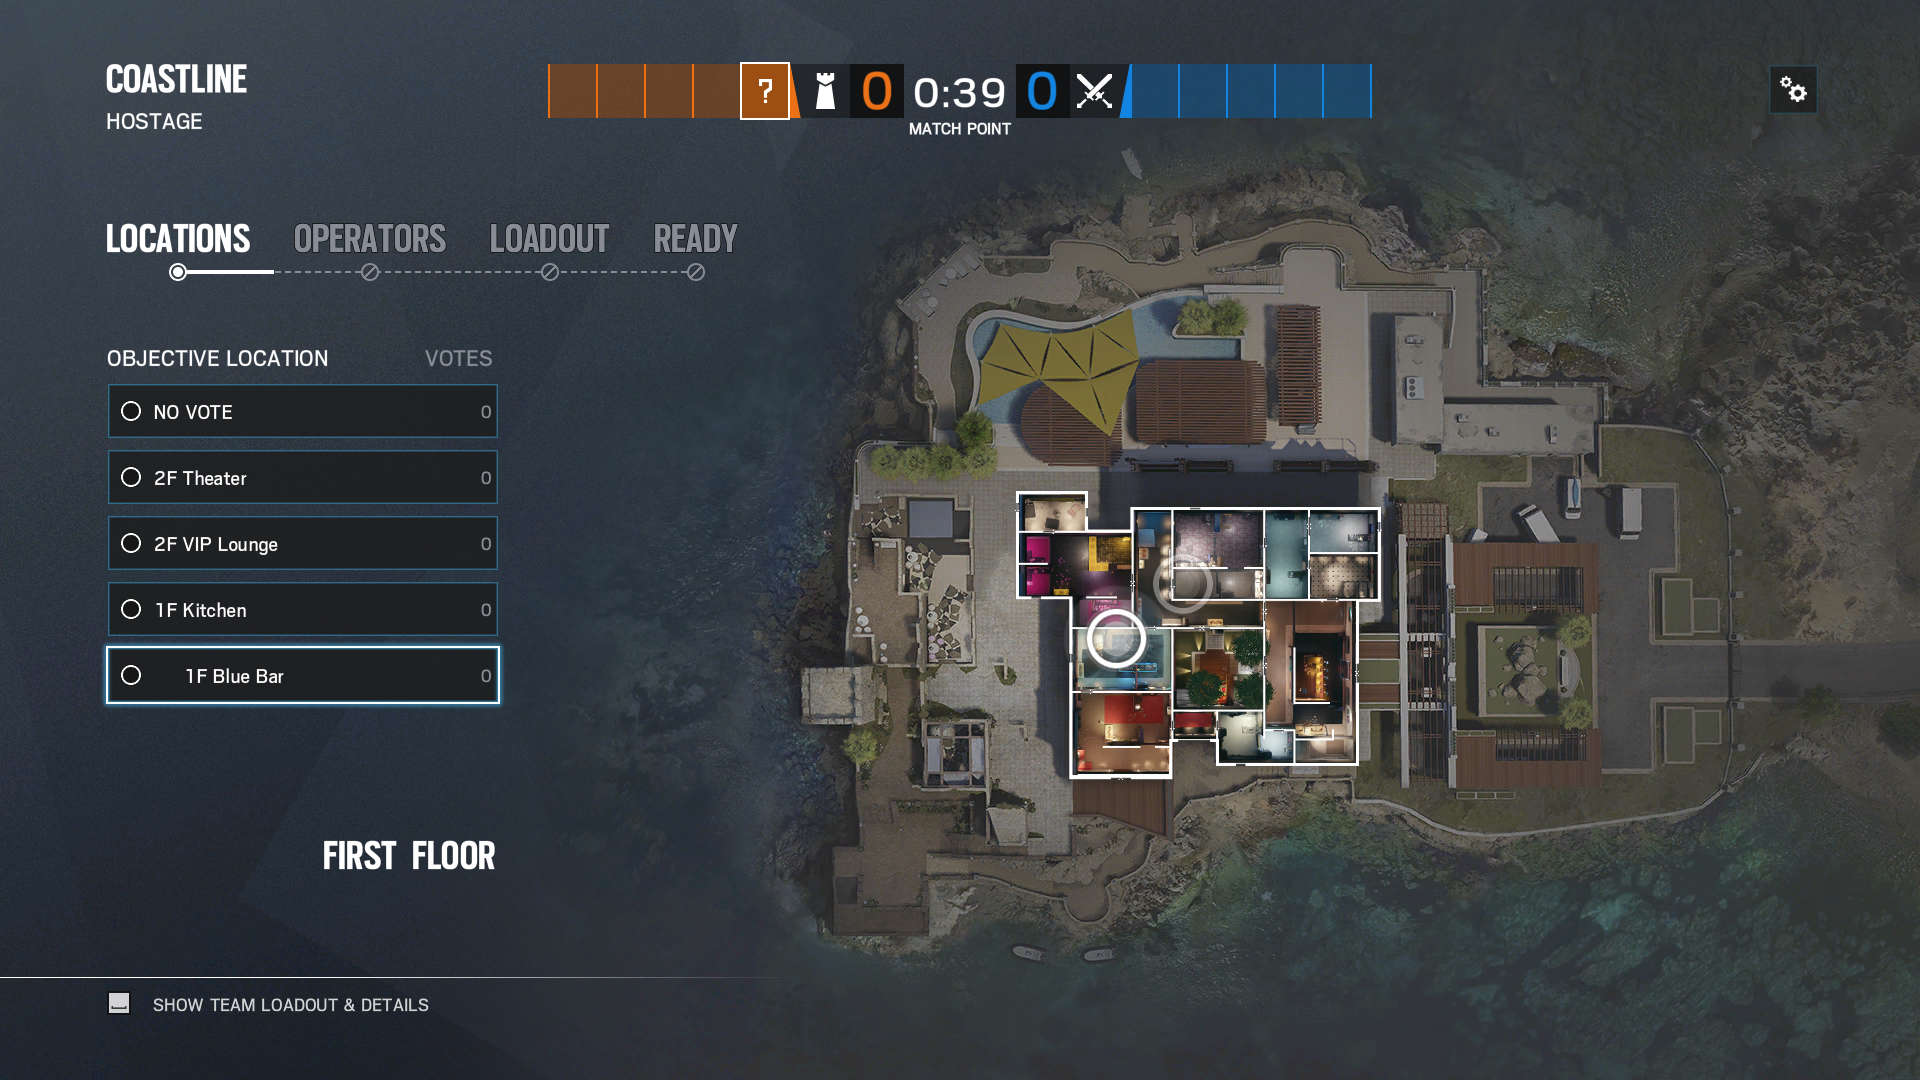 COASTLINE
HOSTAGE
? 0 0:39 0
MATCH POINT
LOCATIONS OPERATORS LOADOUT READY
OBJECTIVE LOCATION VOTES
NO VOTE 0
2F Theater 0
2F VIP Lounge 0
1F Kitchen 0
1F Blue Bar 0
FIRST FLOOR
SHOW TEAM LOADOUT & DETAILS